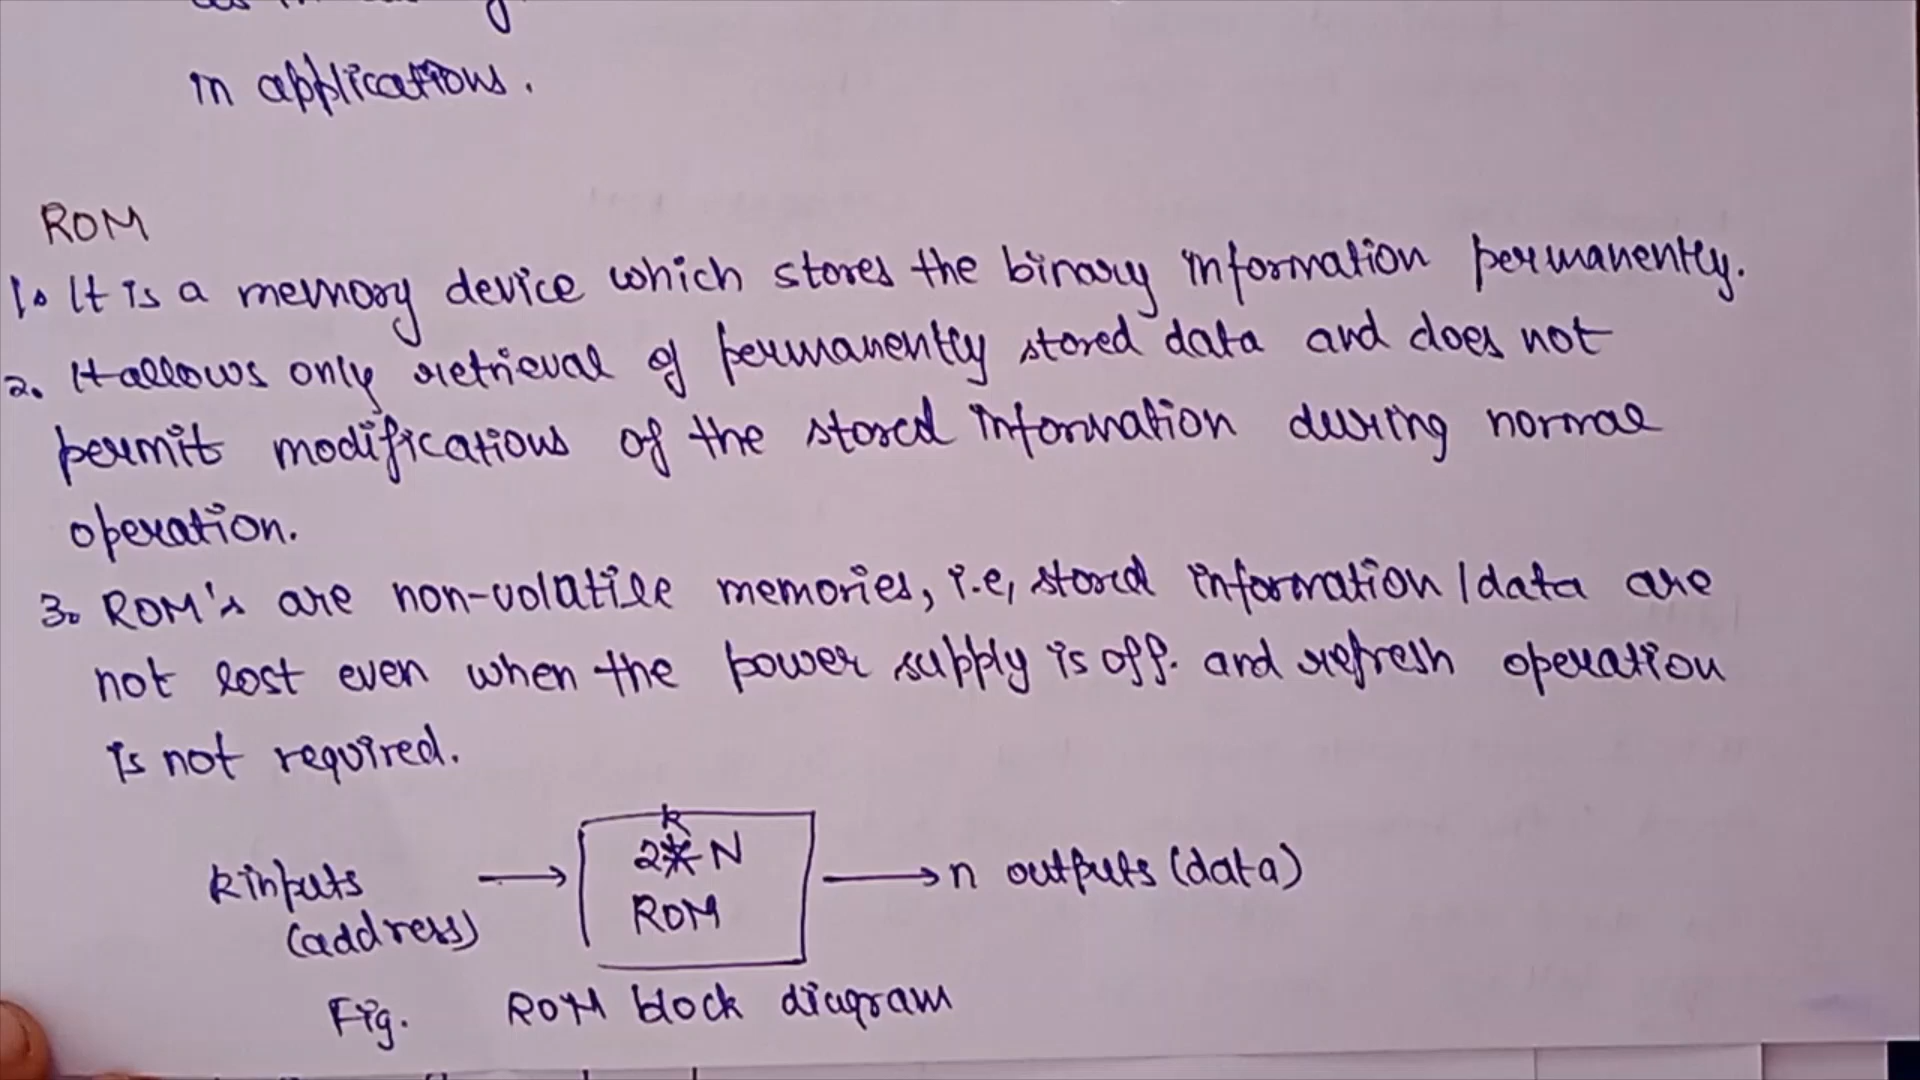 in applications.
ROM
1. It is a memory device which stores the binary information permanently.
2. It allows only retrieval of permanently stored data and does not
permit modifications of the stored information during normal
operation.
3. ROM's are non-volatile memories, i.e, stored information/data are
not lost even when the power supply is off. and refresh operation
is not required.
k
2 * N
k inputs → → n outputs (data)
(address) ROM
Fig. ROM block diagram